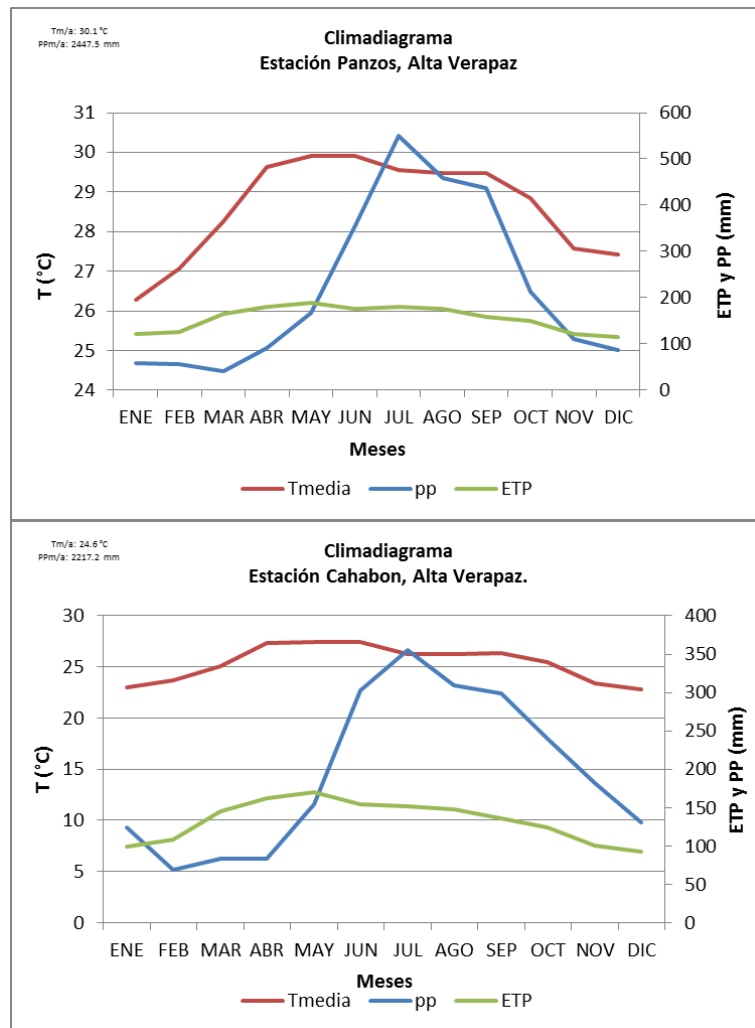 Tm/a: 30.1 °C
PPm/a: 2447.5 mm
Climadiagrama
Estación Panzos, Alta Verapaz
T (°C)
31
30
29
28
27
26
25
24
600
500
400
300
200
100
0
ETP y PP (mm)
ENE FEB MAR ABR MAY JUN JUL AGO SEP OCT NOV DIC
Meses
Tmedia pp ETP
Tm/a: 24.6 °C
PPm/a: 2217.2 mm
Climadiagrama
Estación Cahabon, Alta Verapaz.
T (°C)
30
25
20
15
10
5
0
400
350
300
250
200
150
100
50
0
ETP y PP (mm)
ENE FEB MAR ABR MAY JUN JUL AGO SEP OCT NOV DIC
Meses
Tmedia pp ETP